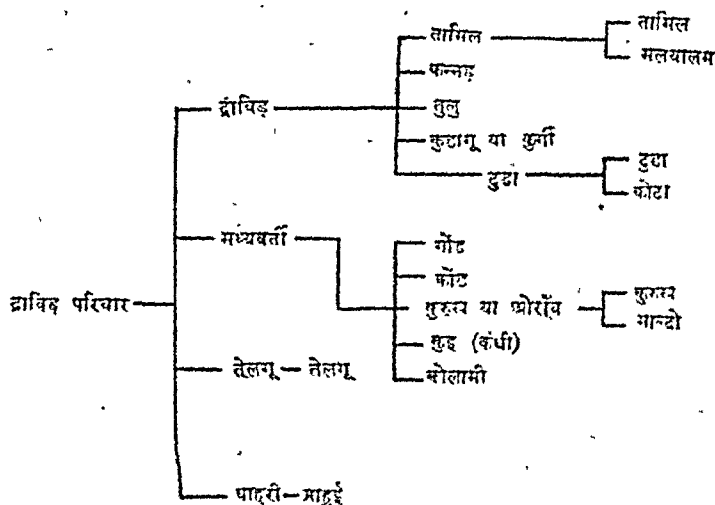 तामिल
तामिल
मलयालम
कन्नड़
द्राविड़
तुलु
कुडागू या कुर्गी
टुडा
टुडा
कोटा
मध्यवर्ती
गोंड
कोंड
द्राविड़ परिवार
कुरुख या ओराँव
कुरुख
माल्टो
कुइ (कंधी)
तेलगू — तेलगू
कोलामी
ब्राहुई